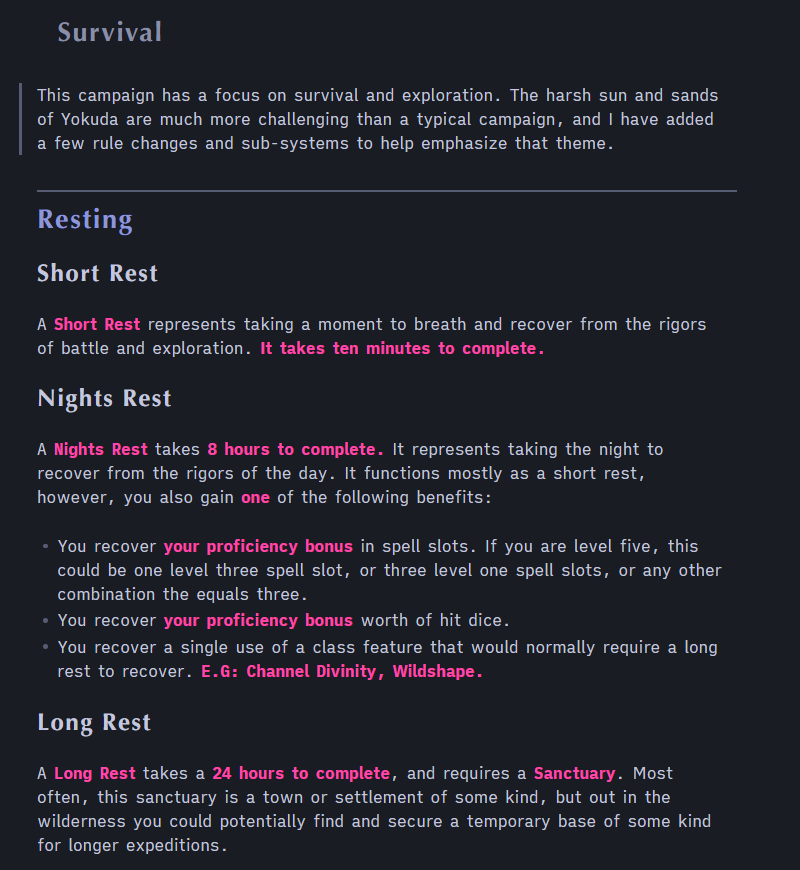 Survival
This campaign has a focus on survival and exploration. The harsh sun and sands
of Yokuda are much more challenging than a typical campaign, and I have added
a few rule changes and sub-systems to help emphasize that theme.
Resting
Short Rest
A Short Rest represents taking a moment to breath and recover from the rigors
of battle and exploration. It takes ten minutes to complete.
Nights Rest
A Nights Rest takes 8 hours to complete. It represents taking the night to
recover from the rigors of the day. It functions mostly as a short rest,
however, you also gain one of the following benefits:
• You recover your proficiency bonus in spell slots. If you are level five, this
could be one level three spell slot, or three level one spell slots, or any other
combination the equals three.
• You recover your proficiency bonus worth of hit dice.
• You recover a single use of a class feature that would normally require a long
rest to recover. E.G: Channel Divinity, Wildshape.
Long Rest
A Long Rest takes a 24 hours to complete, and requires a Sanctuary. Most
often, this sanctuary is a town or settlement of some kind, but out in the
wilderness you could potentially find and secure a temporary base of some kind
for longer expeditions.